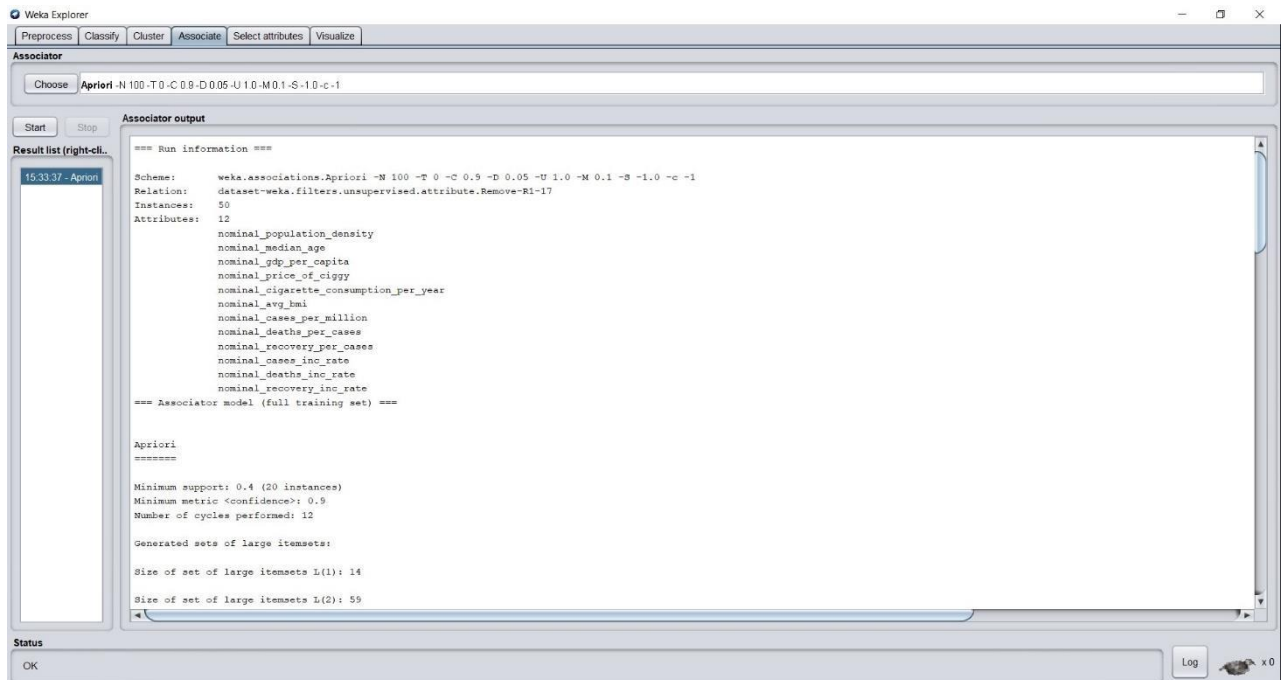 Weka Explorer
Preprocess Classify Cluster Associate Select attributes Visualize
Associator
Choose Apriori -N 100 -T 0 -C 0.9 -D 0.05 -U 1.0 -M 0.1 -S -1.0 -c -1
Start Stop
Result list (right-cli..
15:33:37 - Apriori
Associator output
=== Run information ===
Scheme: weka.associations.Apriori -N 100 -T 0 -C 0.9 -D 0.05 -U 1.0 -M 0.1 -S -1.0 -c -1
Relation: dataset-weka.filters.unsupervised.attribute.Remove-R1-17
Instances: 50
Attributes: 12
nominal_population_density
nominal_median_age
nominal_gdp_per_capita
nominal_price_of_ciggy
nominal_cigarette_consumption_per_year
nominal_avg_bmi
nominal_cases_per_million
nominal_deaths_per_cases
nominal_recovery_per_cases
nominal_cases_inc_rate
nominal_deaths_inc_rate
nominal_recovery_inc_rate
=== Associator model (full training set) ===
Apriori
=======
Minimum support: 0.4 (20 instances)
Minimum metric <confidence>: 0.9
Number of cycles performed: 12
Generated sets of large itemsets:
Size of set of large itemsets L(1): 14
Size of set of large itemsets L(2): 59
Status
OK
Log x 0